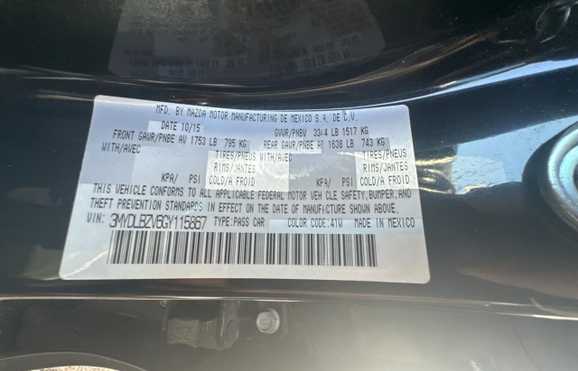 MFD. BY MAZDA MOTOR MANUFACTURING DE MEXICO S.A. DE C.V.
DATE 10/15 GVWR/PNBV 3344 LB 1517 KG
FRONT GAWR/PNBE AV 1753 LB 795 KG REAR GAWR/PNBE AR 1638 LB 743 KG
WITH/AVEC TIRES/PNEUS WITH/AVEC TIRES/PNEUS
RIMS/JANTES RIMS/JANTES
KPA/ PSI COLD/A FROID KPA/ PSI COLD/A FROID
THIS VEHICLE CONFORMS TO ALL APPLICABLE FEDERAL MOTOR VEHICLE SAFETY, BUMPER, AND
THEFT PREVENTION STANDARDS IN EFFECT ON THE DATE OF MANUFACTURE SHOWN ABOVE.
VIN: 3MYDLBZV6GY115867 TYPE: PASS CAR COLOR CODE: 41W MADE IN MEXICO